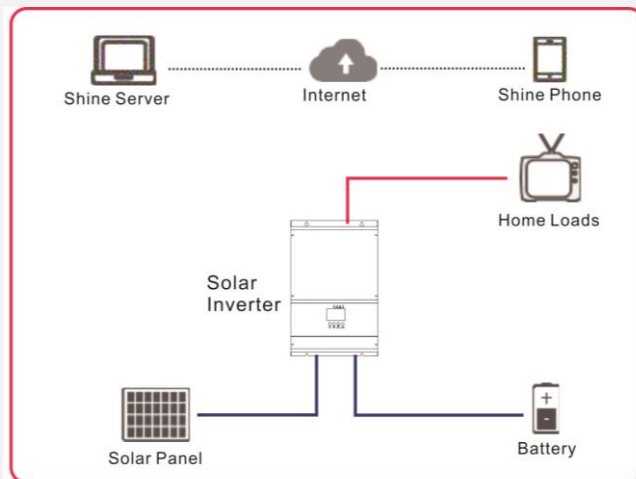 Shine Server
Internet
Shine Phone
Home Loads
Solar
Inverter
+
-
Solar Panel
Battery